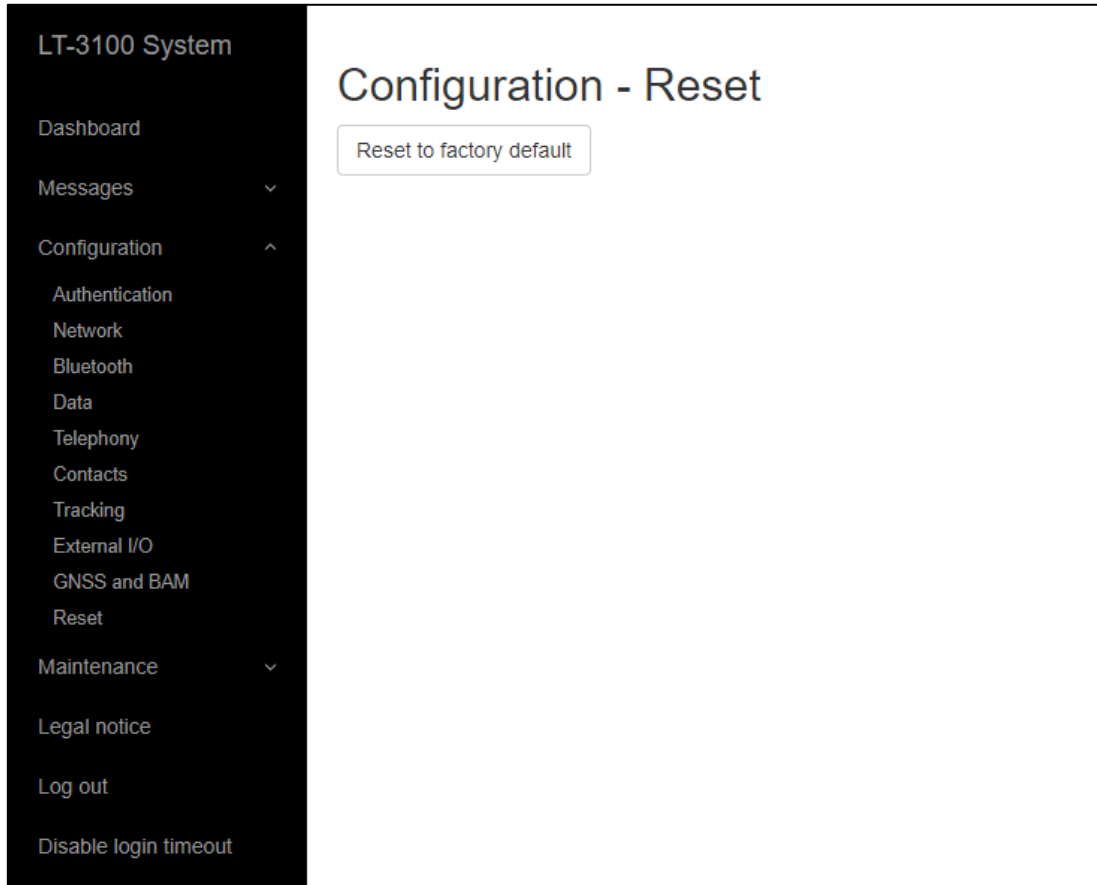 LT-3100 System
Dashboard
Messages
Configuration
Authentication
Network
Bluetooth
Data
Telephony
Contacts
Tracking
External I/O
GNSS and BAM
Reset
Maintenance
Legal notice
Log out
Disable login timeout
Configuration - Reset
Reset to factory default